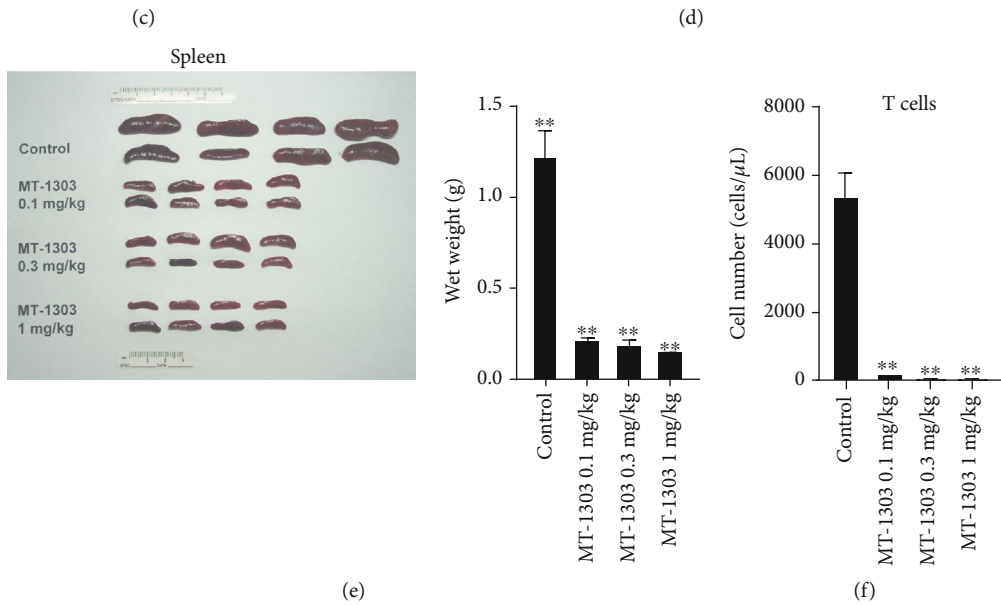 (c)
(d)
Spleen
Control
MT-1303
0.1 mg/kg
MT-1303
0.3 mg/kg
MT-1303
1 mg/kg
Wet weight (g)
1.5
1.0
0.5
0.0
**
**
**
**
Control
MT-1303 0.1 mg/kg
MT-1303 0.3 mg/kg
MT-1303 1 mg/kg
T cells
Cell number (cells/μL)
8000
6000
4000
2000
0
**
**
**
Control
MT-1303 0.1 mg/kg
MT-1303 0.3 mg/kg
MT-1303 1 mg/kg
(e)
(f)